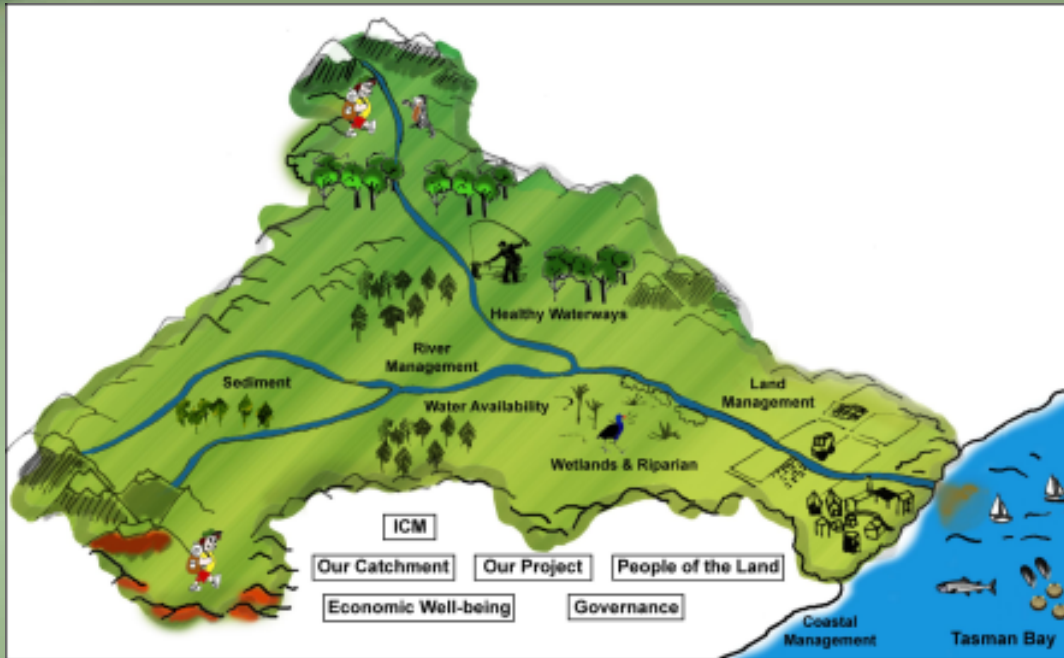 Healthy Waterways
River
Management
Sediment
Land
Management
Water Availability
Wetlands & Riparian
ICM
Our Catchment
Our Project
People of the Land
Economic Well-being
Governance
Coastal
Management
Tasman Bay